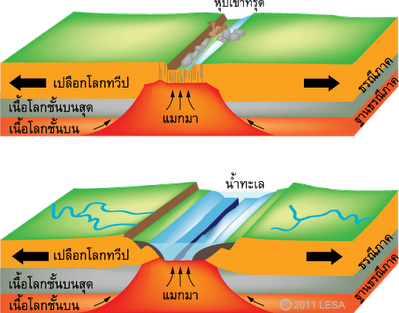 หุบเขาทรุด
เปลือกโลกทวีป
ธรณีภาค
เนื้อโลกชั้นบนสุด
แมกมา
ฐานธรณีภาค
เนื้อโลกชั้นบน
น้ำทะเล
เปลือกโลกทวีป
ธรณีภาค
เนื้อโลกชั้นบนสุด
แมกมา
ฐานธรณีภาค
เนื้อโลกชั้นบน
© 2011 LESA